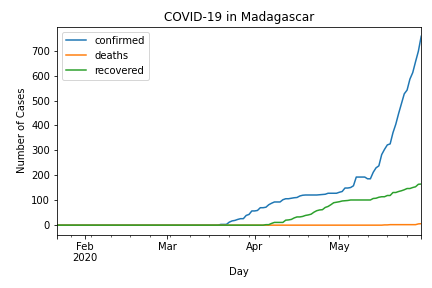 COVID-19 in Madagascar
confirmed
deaths
recovered
Number of Cases
700
600
500
400
300
200
100
0
Feb
2020
Mar
Apr
May
Day